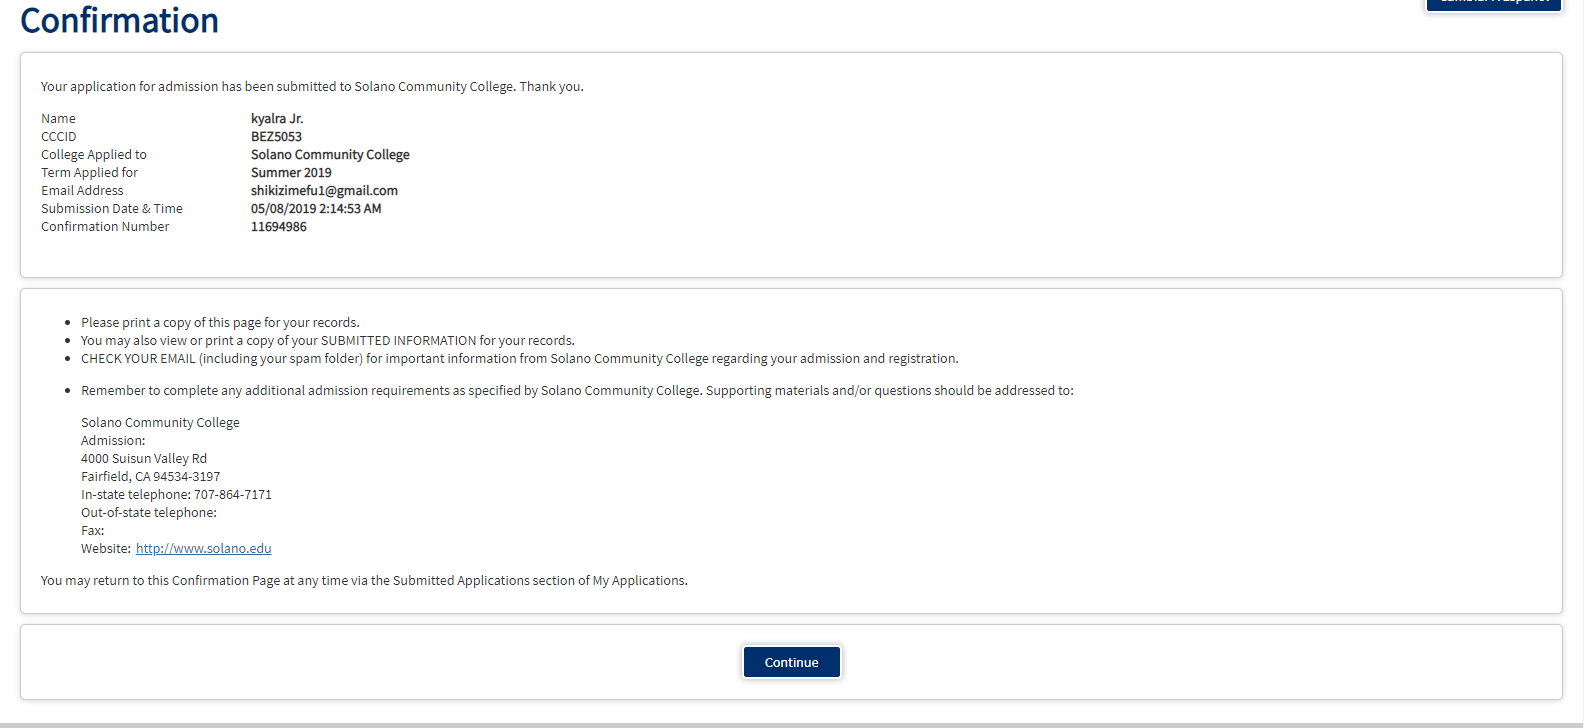 Confirmation
Your application for admission has been submitted to Solano Community College. Thank you.
Name kyalra Jr.
CCCID BEZ5053
College Applied to Solano Community College
Term Applied for Summer 2019
Email Address shikizimefu1@gmail.com
Submission Date & Time 05/08/2019 2:14:53 AM
Confirmation Number 11694986
• Please print a copy of this page for your records.
• You may also view or print a copy of your SUBMITTED INFORMATION for your records.
• CHECK YOUR EMAIL (including your spam folder) for important information from Solano Community College regarding your admission and registration.
• Remember to complete any additional admission requirements as specified by Solano Community College. Supporting materials and/or questions should be addressed to:
Solano Community College
Admission:
4000 Suisun Valley Rd
Fairfield, CA 94534-3197
In-state telephone: 707-864-7171
Out-of-state telephone:
Fax:
Website: http://www.solano.edu
You may return to this Confirmation Page at any time via the Submitted Applications section of My Applications.
Continue